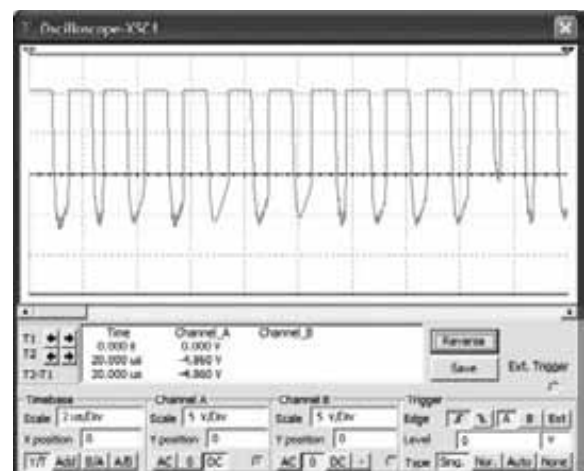 Oscilloscope-XSC1
Time Channel_A Channel_B
T1 0.000 s 0.000 V
T2 20.000 us -4.860 V
T2-T1 20.000 us -4.860 V
Reverse
Save
Ext. Trigger
Timebase Channel A Channel B Trigger
Scale 2 us/Div Scale 5 V/Div Scale 5 V/Div Edge A B Ext
X position 0 Y position 0 Y position 0 Level 0 V
Y/T Add B/A A/B AC 0 DC AC 0 DC - Type Sing. Nor. Auto None